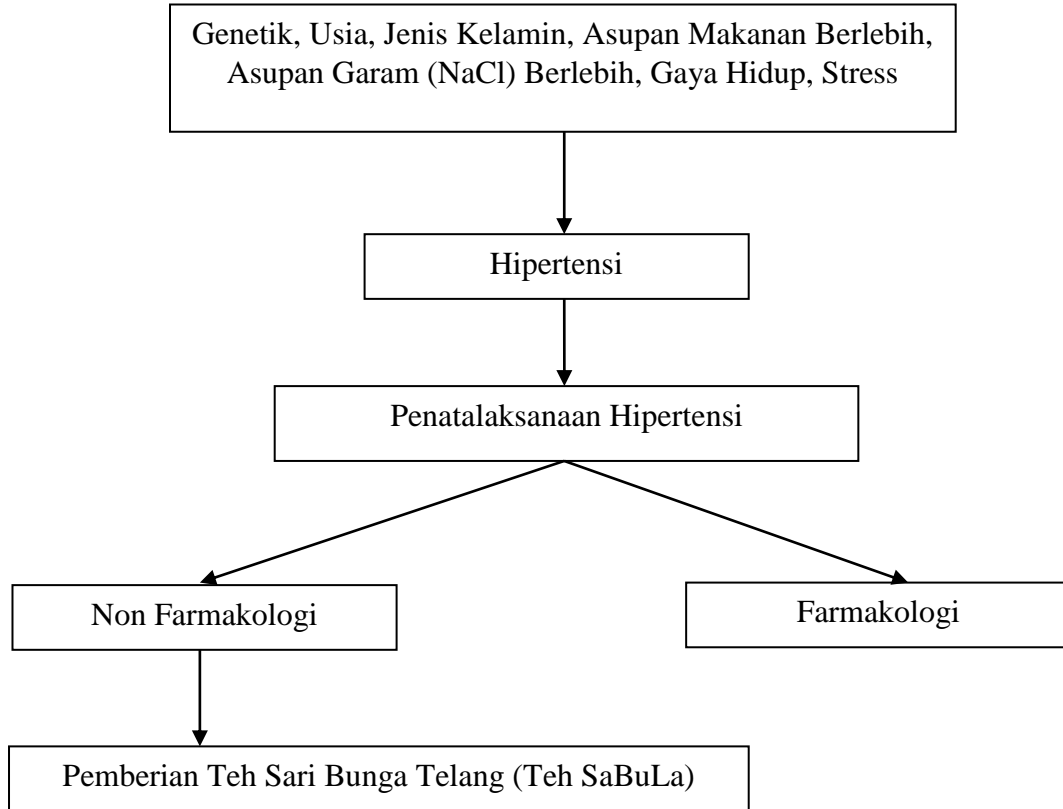 Genetik, Usia, Jenis Kelamin, Asupan Makanan Berlebih,
Asupan Garam (NaCl) Berlebih, Gaya Hidup, Stress
Hipertensi
Penatalaksanaan Hipertensi
Non Farmakologi
Farmakologi
Pemberian Teh Sari Bunga Telang (Teh SaBuLa)